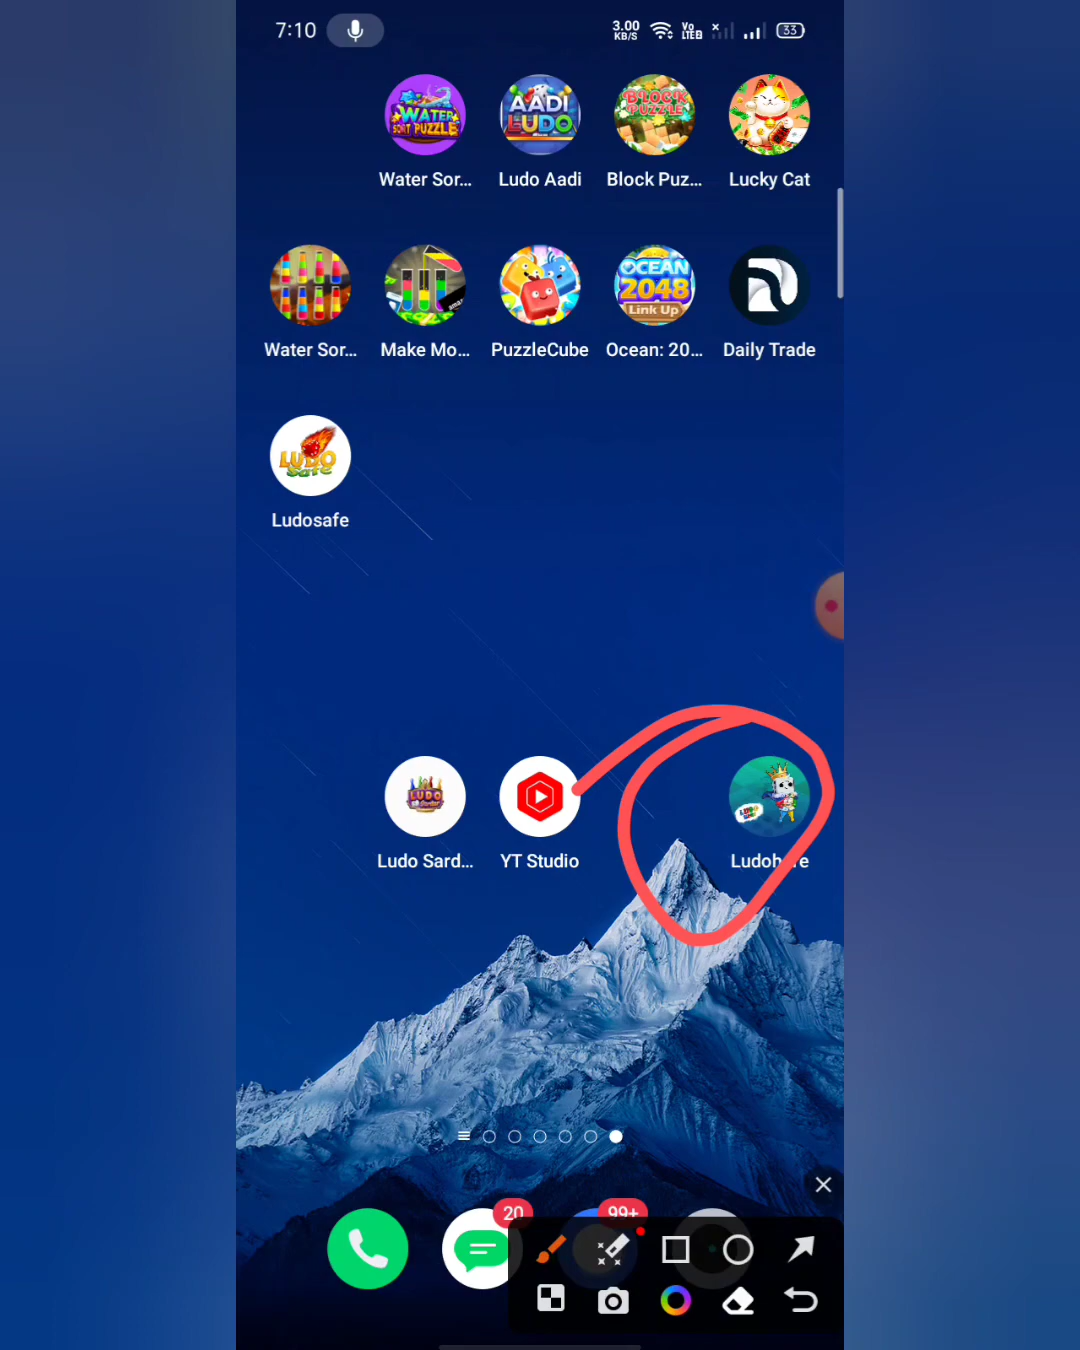 7:10 3.00 KB/S Vo LTE2 33
WATER SORT PUZZLE
AADI LUDO
BLOCK PUZZLE
Water Sor... Ludo Aadi Block Puz... Lucky Cat
OCEAN 2048 Link Up
Water Sor... Make Mo... PuzzleCube Ocean: 20... Daily Trade
LUDO Safe
Ludosafe
LUDO
Ludo Sard... YT Studio
20 99+